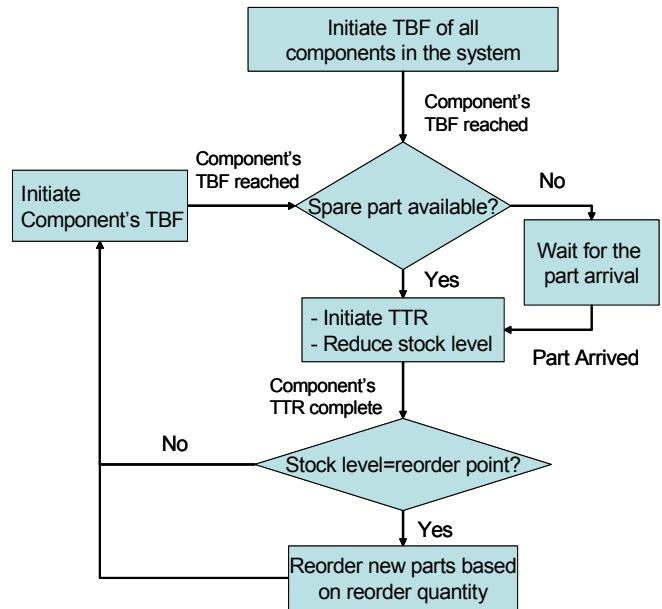 Initiate TBF of all
components in the system
Component's
TBF reached
Component's
TBF reached
Initiate
Component's TBF
Spare part available?
No
Wait for the
part arrival
Yes
- Initiate TTR
- Reduce stock level
Part Arrived
Component's
TTR complete
No
Stock level=reorder point?
Yes
Reorder new parts based
on reorder quantity